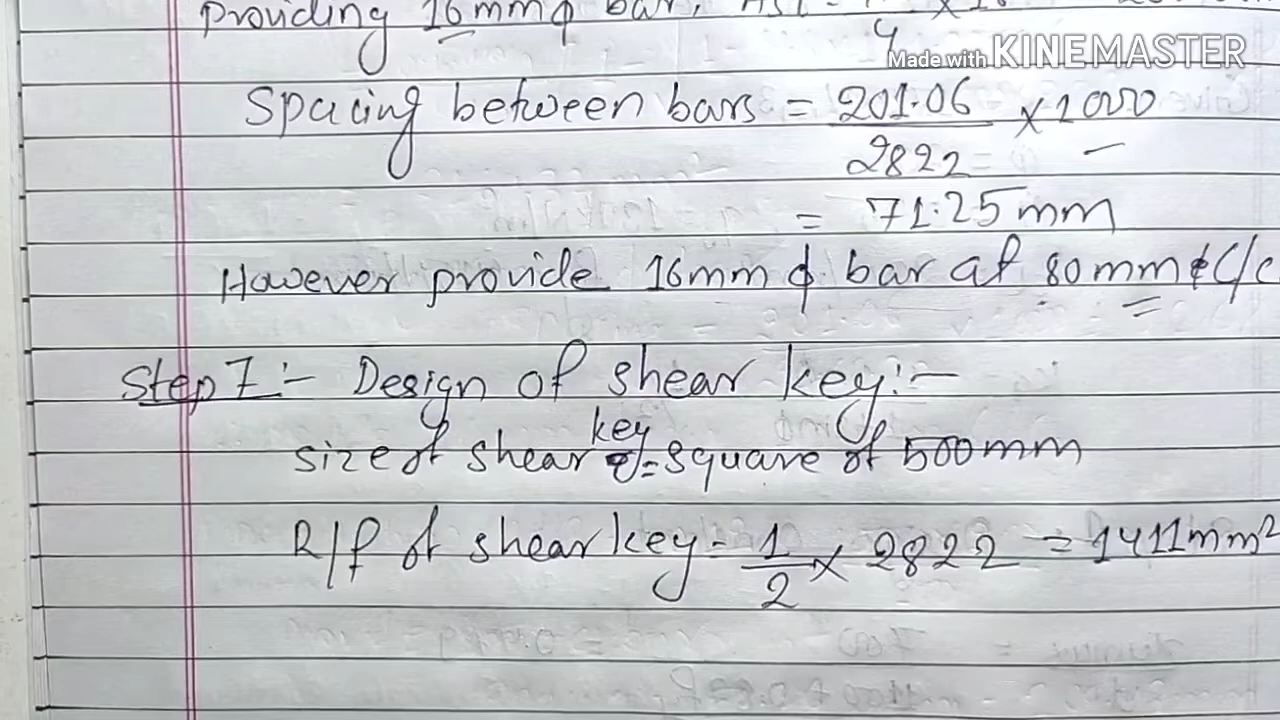 providing 16mm ϕ bar,
4
Made with KINEMASTER
Spacing between bars = 201.06 × 1000
2822
= 71.25 mm
However provide 16mm ϕ bar at 80mm C/C
Step 7:- Design of shear key:-
size of shear key = square of 500mm
R/f of shear key = 1/2 × 2822 = 1411mm²